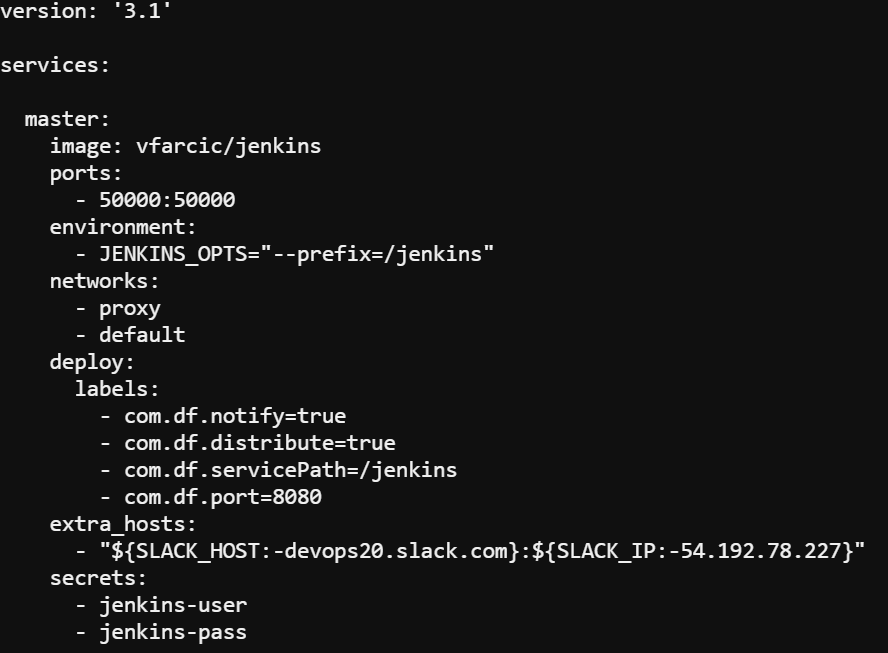 version: '3.1'

services:

  master:
    image: vfarcic/jenkins
    ports:
      - 50000:50000
    environment:
      - JENKINS_OPTS="--prefix=/jenkins"
    networks:
      - proxy
      - default
    deploy:
      labels:
        - com.df.notify=true
        - com.df.distribute=true
        - com.df.servicePath=/jenkins
        - com.df.port=8080
    extra_hosts:
      - "${SLACK_HOST:-devops20.slack.com}:${SLACK_IP:-54.192.78.227}"
    secrets:
      - jenkins-user
      - jenkins-pass